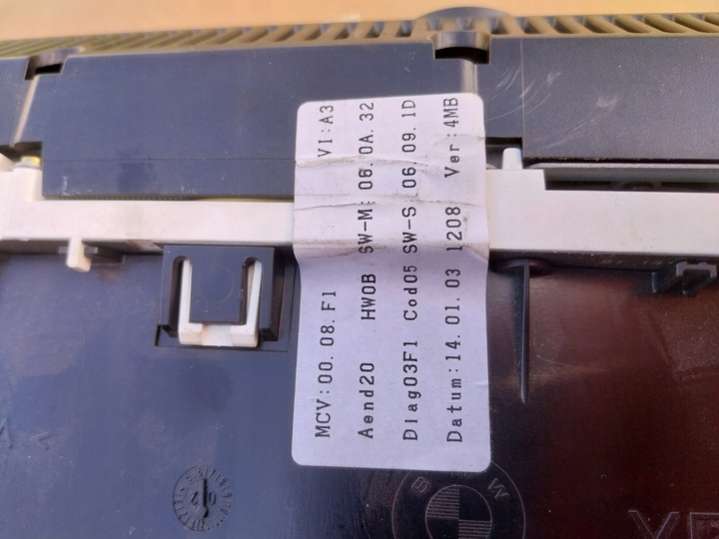 MCV:00.08.F1 VI:A3
Aend20 HW0B SW-M: 06.0A.32
Diag03F1 Cod05 SW-S 06.09.1D
Datum:14.01.03 1208 Ver:4MB
BMW